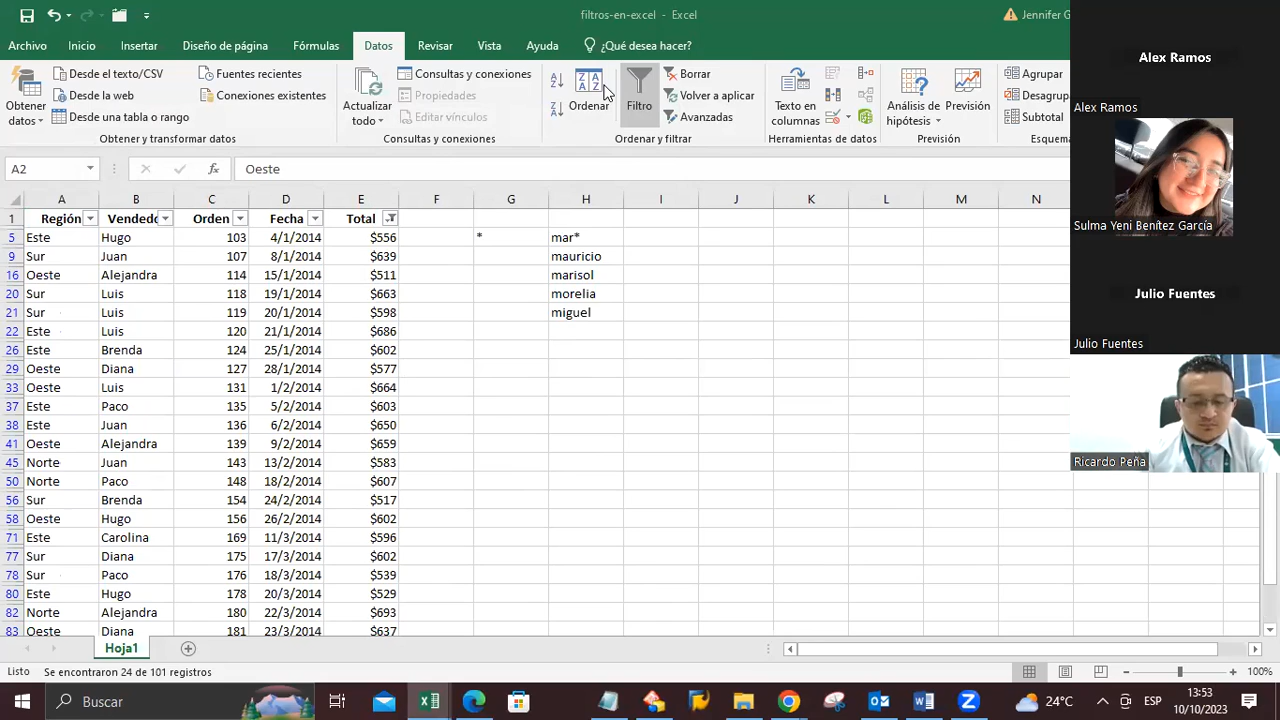 filtros-en-excel - Excel
Jennifer G
Archivo Inicio Insertar Diseño de página Fórmulas Datos Revisar Vista Ayuda ¿Qué desea hacer?
Obtener datos
Desde el texto/CSV
Desde la web
Desde una tabla o rango
Fuentes recientes
Conexiones existentes
Obtener y transformar datos
Actualizar todo
Consultas y conexiones
Propiedades
Editar vínculos
Consultas y conexiones
Ordenar
Filtro
Borrar
Volver a aplicar
Avanzadas
Ordenar y filtrar
Texto en columnas
Herramientas de datos
Análisis de hipótesis
Previsión
Previsión
Agrupar
Desagrup
Subtotal
Esquem
A2 fx Oeste
A B C D E F G H I J K L M N
1 Región Vendedo Orden Fecha Total
5 Este Hugo 103 4/1/2014 $556 * mar*
9 Sur Juan 107 8/1/2014 $639 mauricio
16 Oeste Alejandra 114 15/1/2014 $511 marisol
20 Sur Luis 118 19/1/2014 $663 morelia
21 Sur Luis 119 20/1/2014 $598 miguel
22 Este Luis 120 21/1/2014 $686
26 Este Brenda 124 25/1/2014 $602
29 Oeste Diana 127 28/1/2014 $577
33 Oeste Luis 131 1/2/2014 $664
37 Este Paco 135 5/2/2014 $603
38 Este Juan 136 6/2/2014 $650
41 Oeste Alejandra 139 9/2/2014 $659
45 Norte Juan 143 13/2/2014 $583
50 Norte Paco 148 18/2/2014 $607
56 Sur Brenda 154 24/2/2014 $517
58 Oeste Hugo 156 26/2/2014 $602
71 Este Carolina 169 11/3/2014 $596
77 Sur Diana 175 17/3/2014 $602
78 Sur Paco 176 18/3/2014 $539
80 Este Hugo 178 20/3/2014 $529
82 Norte Alejandra 180 22/3/2014 $693
83 Oeste Diana 181 23/3/2014 $637
Hoja1
Listo Se encontraron 24 de 101 registros 100%
Buscar 24°C ESP 13:53
10/10/2023
Alex Ramos
Alex Ramos
Sulma Yeni Benítez García
Julio Fuentes
Julio Fuentes
Ricardo Peña